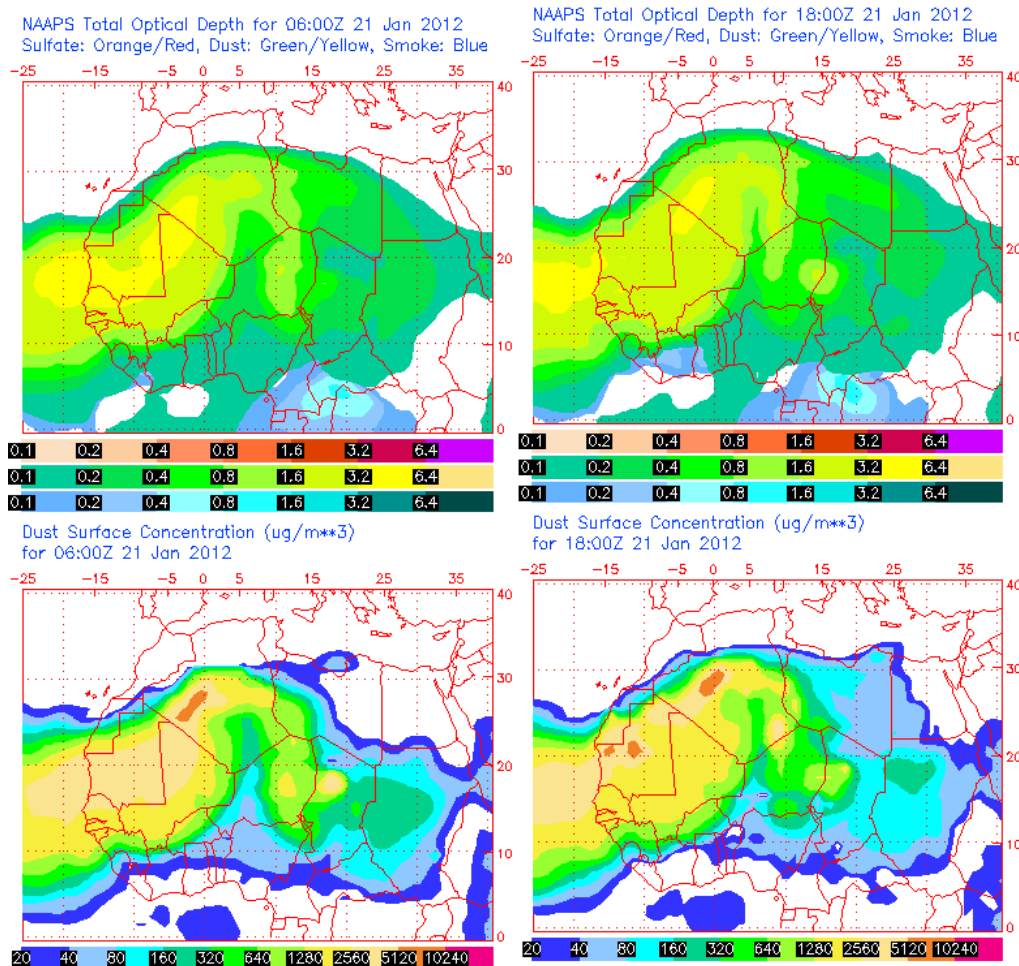 NAAPS Total Optical Depth for 06:00Z 21 Jan 2012
Sulfate: Orange/Red, Dust: Green/Yellow, Smoke: Blue
-25 -15 -5 0 5 15 25 35
40
30
20
10
0
0.1 0.2 0.4 0.8 1.6 3.2 6.4
0.1 0.2 0.4 0.8 1.6 3.2 6.4
0.1 0.2 0.4 0.8 1.6 3.2 6.4
NAAPS Total Optical Depth for 18:00Z 21 Jan 2012
Sulfate: Orange/Red, Dust: Green/Yellow, Smoke: Blue
-25 -15 -5 0 5 15 25 35
40
30
20
10
0
0.1 0.2 0.4 0.8 1.6 3.2 6.4
0.1 0.2 0.4 0.8 1.6 3.2 6.4
0.1 0.2 0.4 0.8 1.6 3.2 6.4
Dust Surface Concentration (ug/m**3)
for 06:00Z 21 Jan 2012
-25 -15 -5 0 5 15 25 35
40
30
20
10
0
20 40 80 160 320 640 1280 2560 5120 10240
Dust Surface Concentration (ug/m**3)
for 18:00Z 21 Jan 2012
-25 -15 -5 0 5 15 25 35
40
30
20
10
0
20 40 80 160 320 640 1280 2560 5120 10240